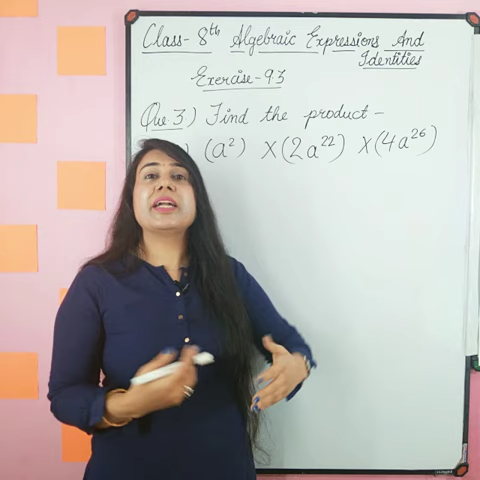 Class- 8th Algebraic Expressions And
Identities
Exercise-9.3
Que.3) Find the product-
) (a²) X(2a²²) X(4a²⁶)